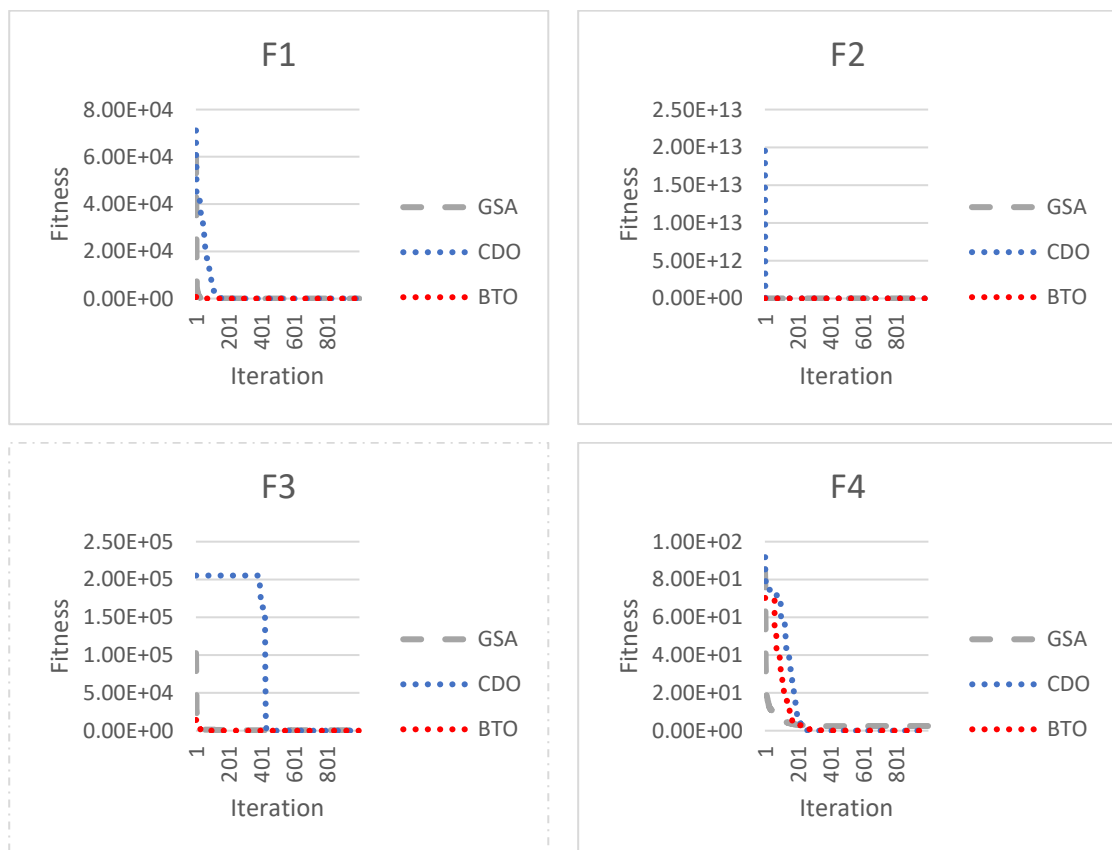 F1
8.00E+04
6.00E+04
4.00E+04
2.00E+04
0.00E+00
Fitness
1
201
401
601
801
Iteration
GSA
CDO
BTO
F2
2.50E+13
2.00E+13
1.50E+13
1.00E+13
5.00E+12
0.00E+00
Fitness
1
201
401
601
801
Iteration
GSA
CDO
BTO
F3
2.50E+05
2.00E+05
1.50E+05
1.00E+05
5.00E+04
0.00E+00
Fitness
1
201
401
601
801
Iteration
GSA
CDO
BTO
F4
1.00E+02
8.00E+01
6.00E+01
4.00E+01
2.00E+01
0.00E+00
Fitness
1
201
401
601
801
Iteration
GSA
CDO
BTO